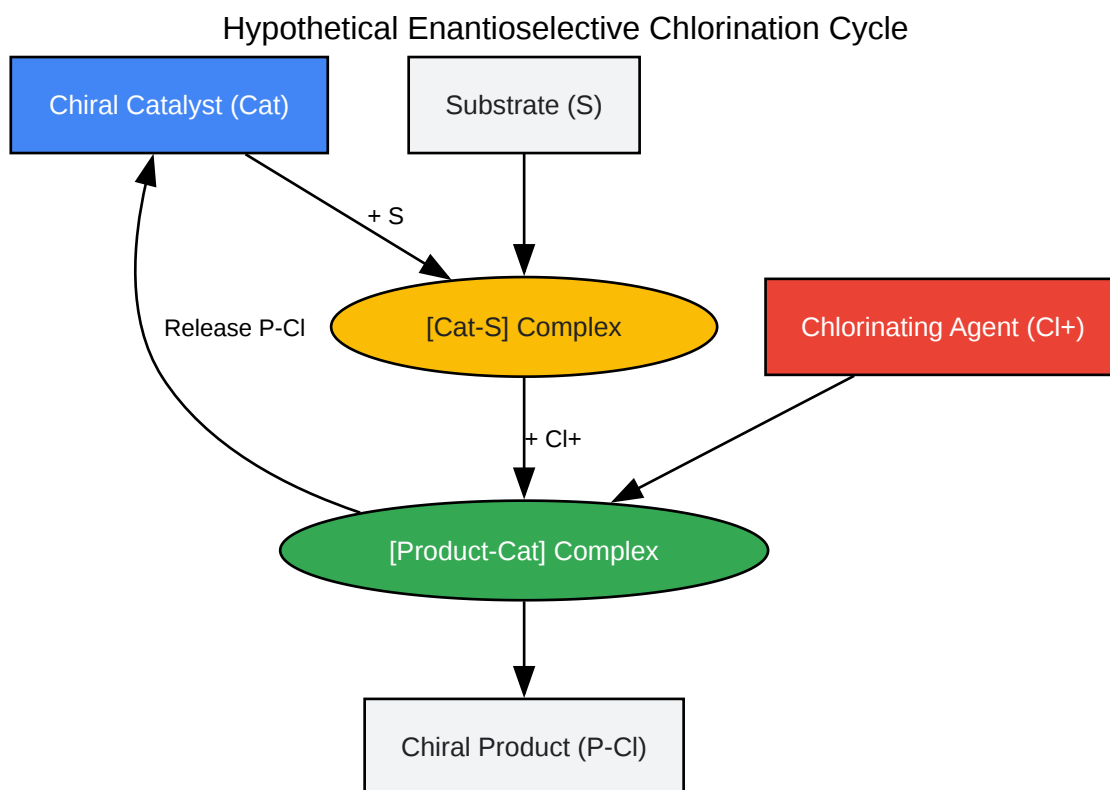 Hypothetical Enantioselective Chlorination Cycle
Chiral Catalyst (Cat)
Substrate (S)
+ S
[Cat-S] Complex
Chlorinating Agent (Cl+)
Release P-Cl
+ Cl+
[Product-Cat] Complex
Chiral Product (P-Cl)